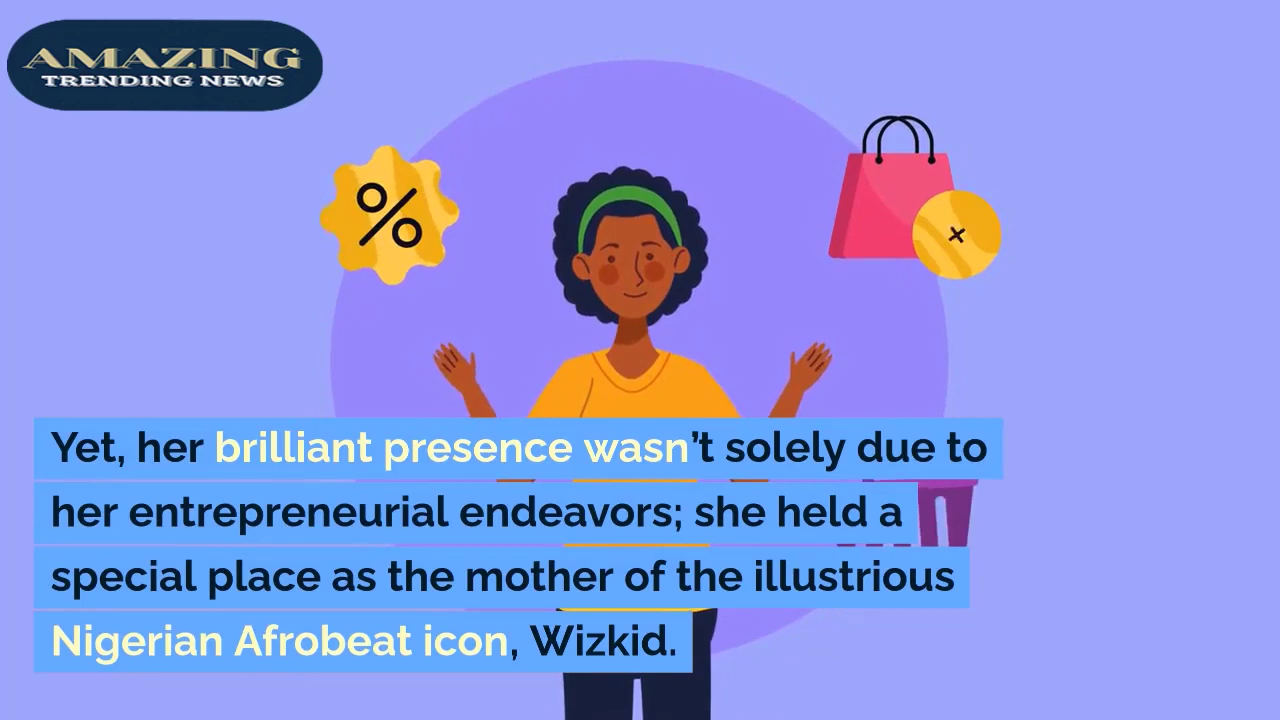 AMAZING
TRENDING NEWS
%
Yet, her brilliant presence wasn’t solely due to
her entrepreneurial endeavors; she held a
special place as the mother of the illustrious
Nigerian Afrobeat icon, Wizkid.